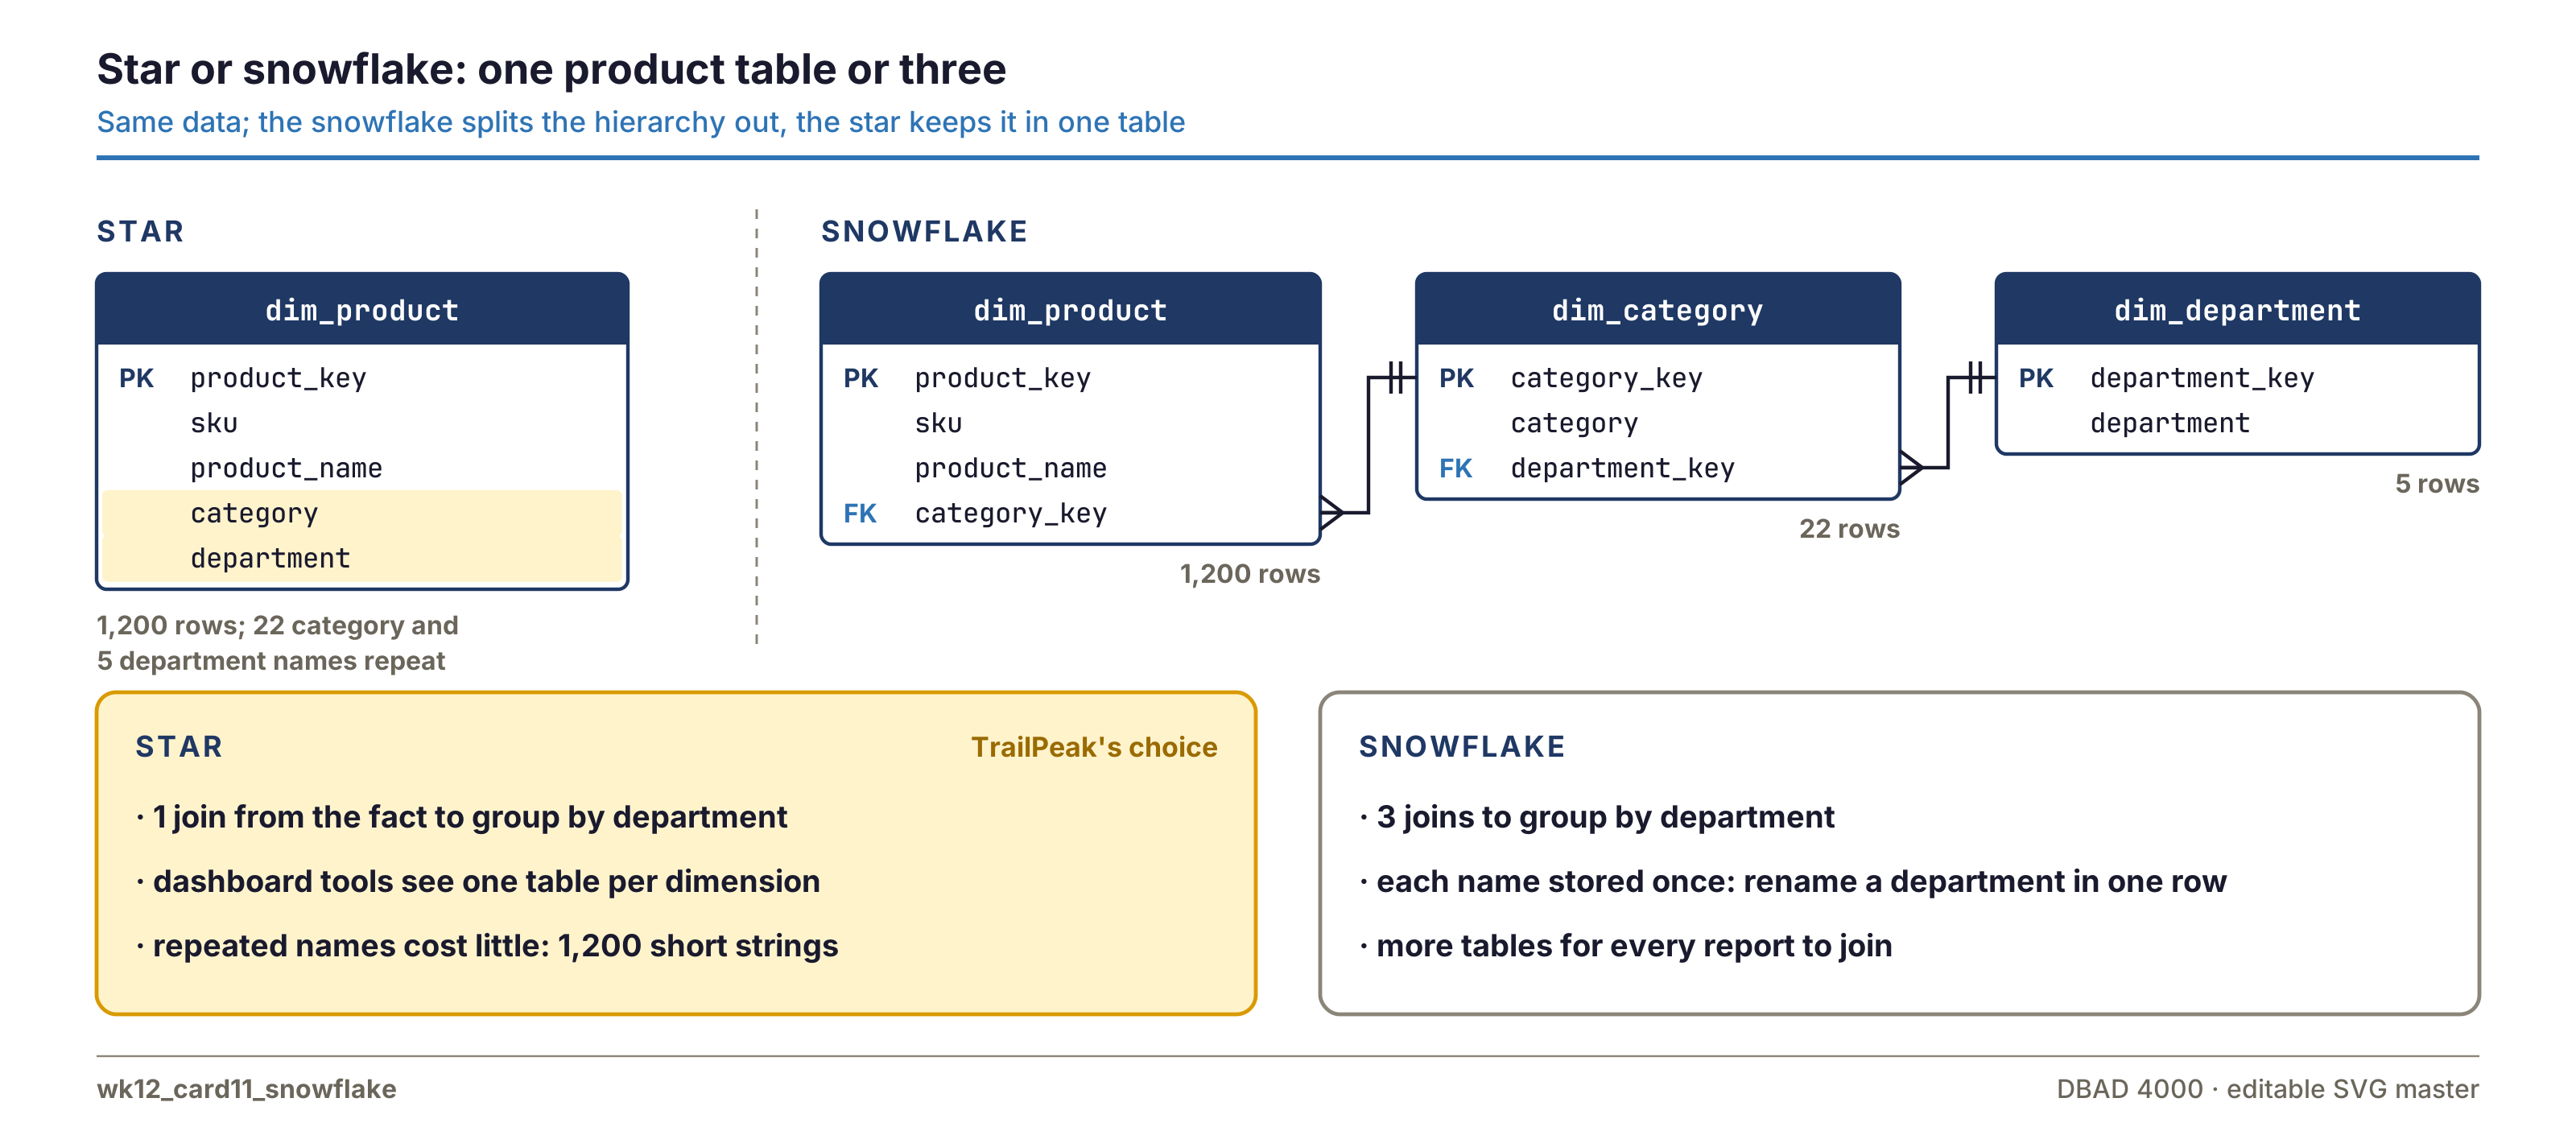 Star or snowflake: one product table or three
Same data; the snowflake splits the hierarchy out, the star keeps it in one table
STAR
dim_product
PK product_key
sku
product_name
category
department
1,200 rows; 22 category and
5 department names repeat
SNOWFLAKE
dim_product
PK product_key
sku
product_name
FK category_key
1,200 rows
dim_category
PK category_key
category
FK department_key
22 rows
dim_department
PK department_key
department
5 rows
STAR
TrailPeak's choice
· 1 join from the fact to group by department
· dashboard tools see one table per dimension
· repeated names cost little: 1,200 short strings
SNOWFLAKE
· 3 joins to group by department
· each name stored once: rename a department in one row
· more tables for every report to join
wk12_card11_snowflake
DBAD 4000 · editable SVG master